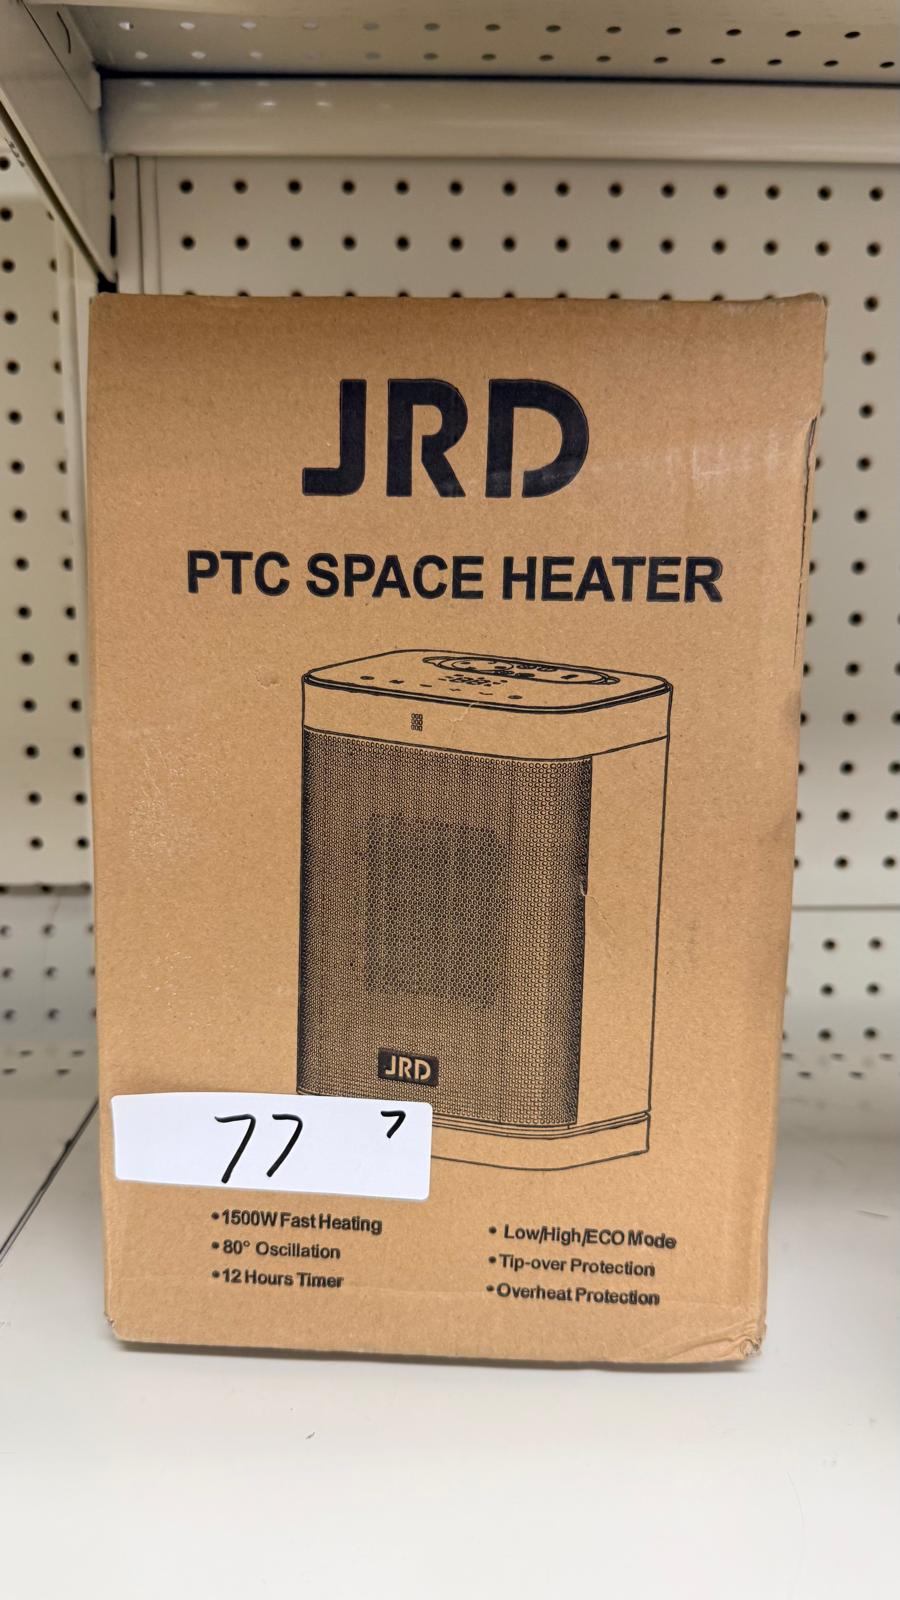 JRD
PTC SPACE HEATER
JRD
77 7
•1500W Fast Heating
•80° Oscillation
•12 Hours Timer
• Low/High/ECO Mode
•Tip-over Protection
•Overheat Protection